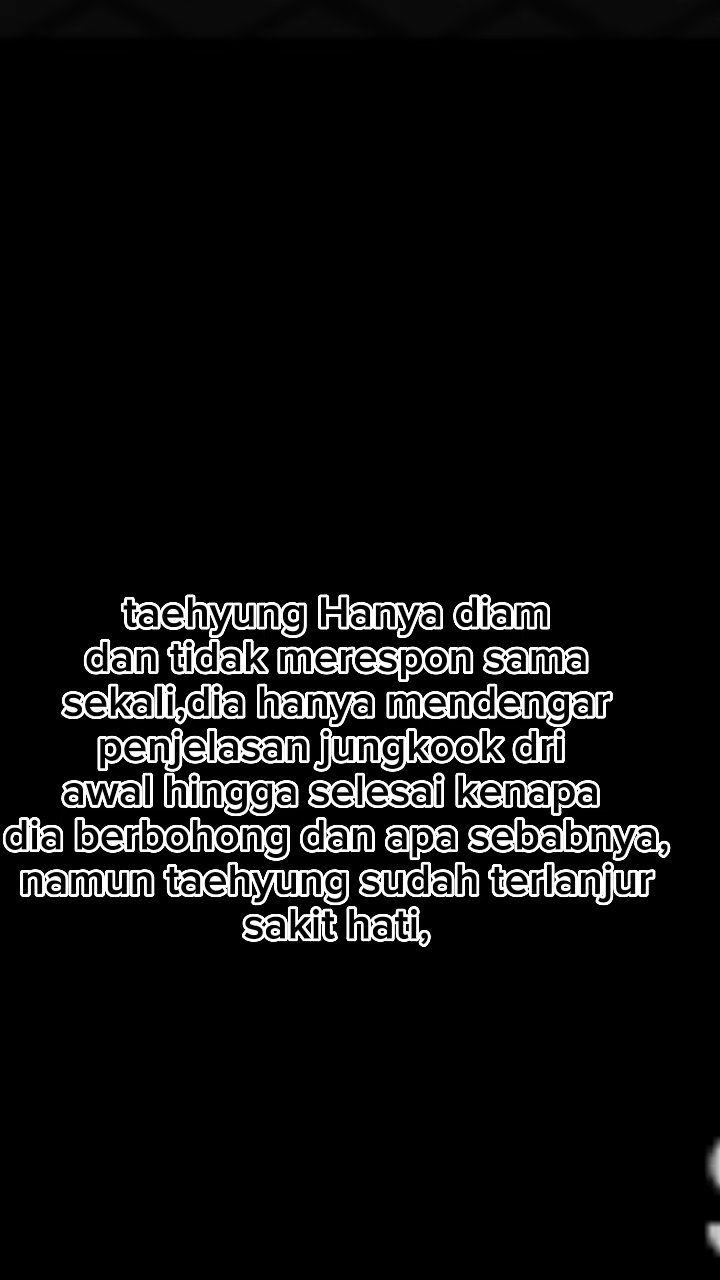 taehyung Hanya diam
dan tidak merespon sama
sekali,dia hanya mendengar
penjelasan jungkook dri
awal hingga selesai kenapa
dia berbohong dan apa sebabnya,
namun taehyung sudah terlanjur
sakit hati,